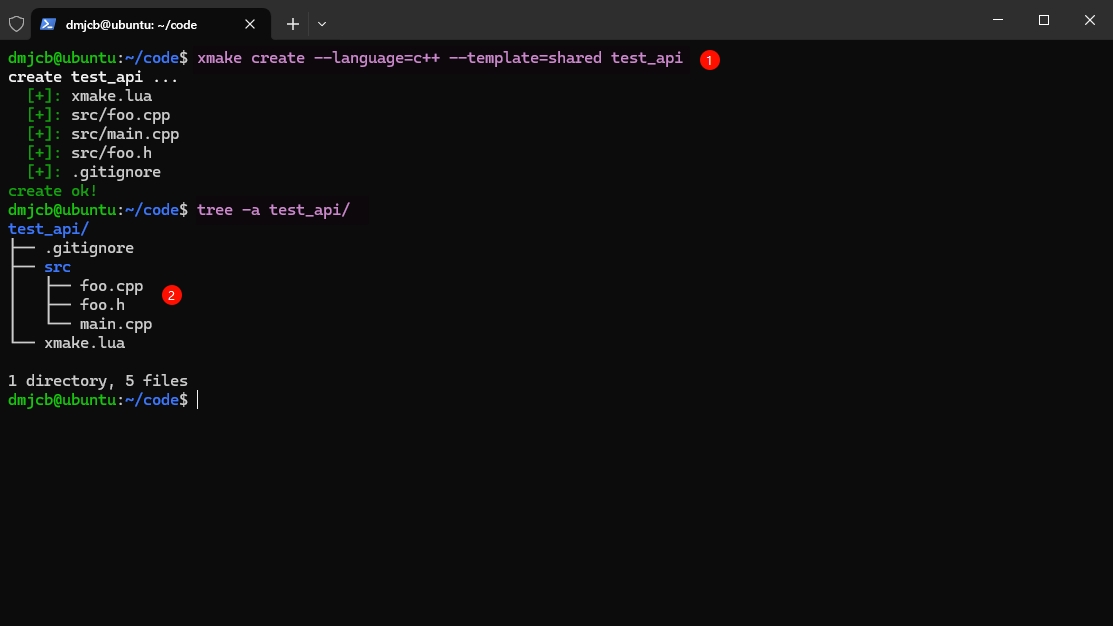 dmjcb@ubuntu: ~/code
dmjcb@ubuntu:~/code$ xmake create --language=c++ --template=shared test_api 1
create test_api ...
[+]: xmake.lua
[+]: src/foo.cpp
[+]: src/main.cpp
[+]: src/foo.h
[+]: .gitignore
create ok!
dmjcb@ubuntu:~/code$ tree -a test_api/
test_api/
├── .gitignore
├── src
│   ├── foo.cpp
│   ├── foo.h
│   └── main.cpp
└── xmake.lua
2
1 directory, 5 files
dmjcb@ubuntu:~/code$